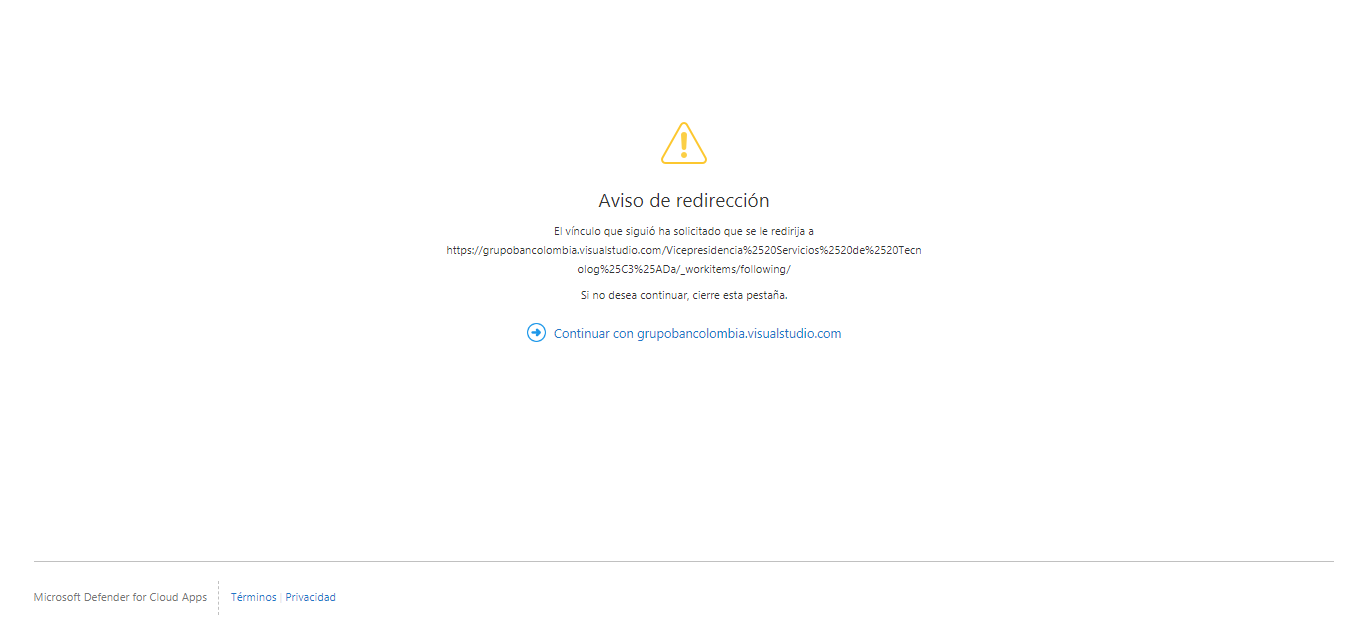 Aviso de redirección
El vínculo que siguió ha solicitado que se le redirija a
https://grupobancolombia.visualstudio.com/Vicepresidencia%2520Servicios%2520de%2520Tecn
olog%25C3%25ADa/_workitems/following/
Si no desea continuar, cierre esta pestaña.
Continuar con grupobancolombia.visualstudio.com
Microsoft Defender for Cloud Apps
Términos | Privacidad